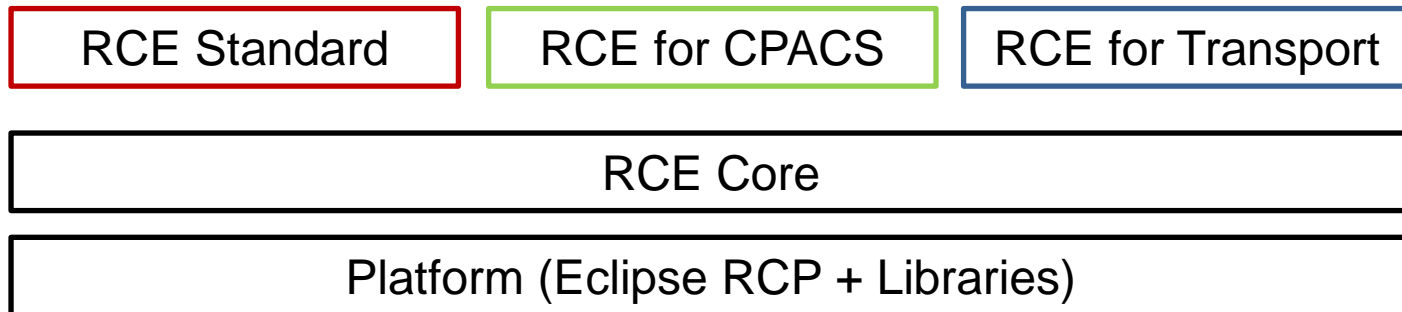 RCE Standard
RCE for CPACS
RCE for Transport
RCE Core
Platform (Eclipse RCP + Libraries)